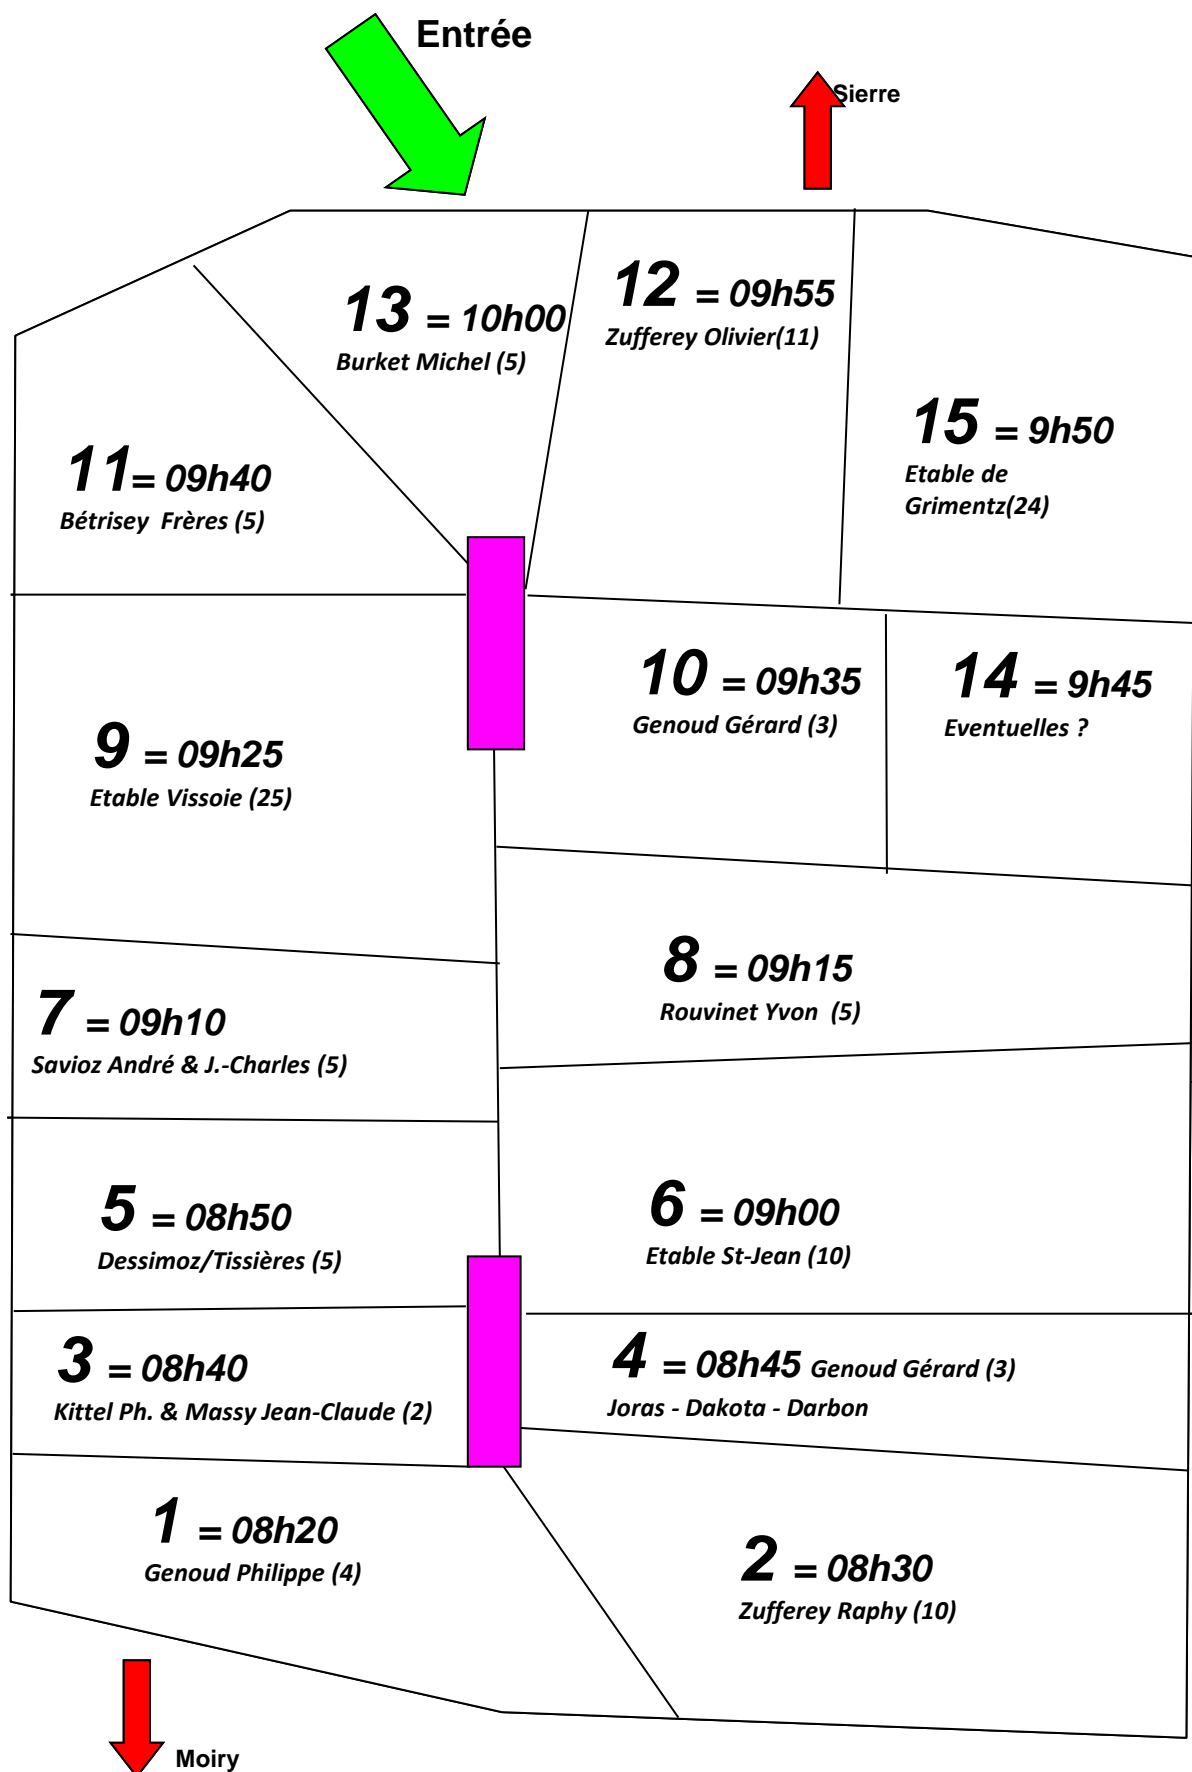 Entrée
Sierre
13 = 10h00
Burket Michel (5)
12 = 09h55
Zufferey Olivier(11)
15 = 9h50
Etable de
Grimentz(24)
11= 09h40
Bétrisey  Frères (5)
10 = 09h35
Genoud Gérard (3)
14 = 9h45
Eventuelles ?
9 = 09h25
Etable Vissoie (25)
8 = 09h15
Rouvinet Yvon  (5)
7 = 09h10
Savioz André & J.-Charles (5)
5 = 08h50
Dessimoz/Tissières (5)
6 = 09h00
Etable St-Jean (10)
3 = 08h40
Kittel Ph. & Massy Jean-Claude (2)
4 = 08h45 Genoud Gérard (3)
Joras - Dakota - Darbon
1 = 08h20
Genoud Philippe (4)
2 = 08h30
Zufferey Raphy (10)
Moiry